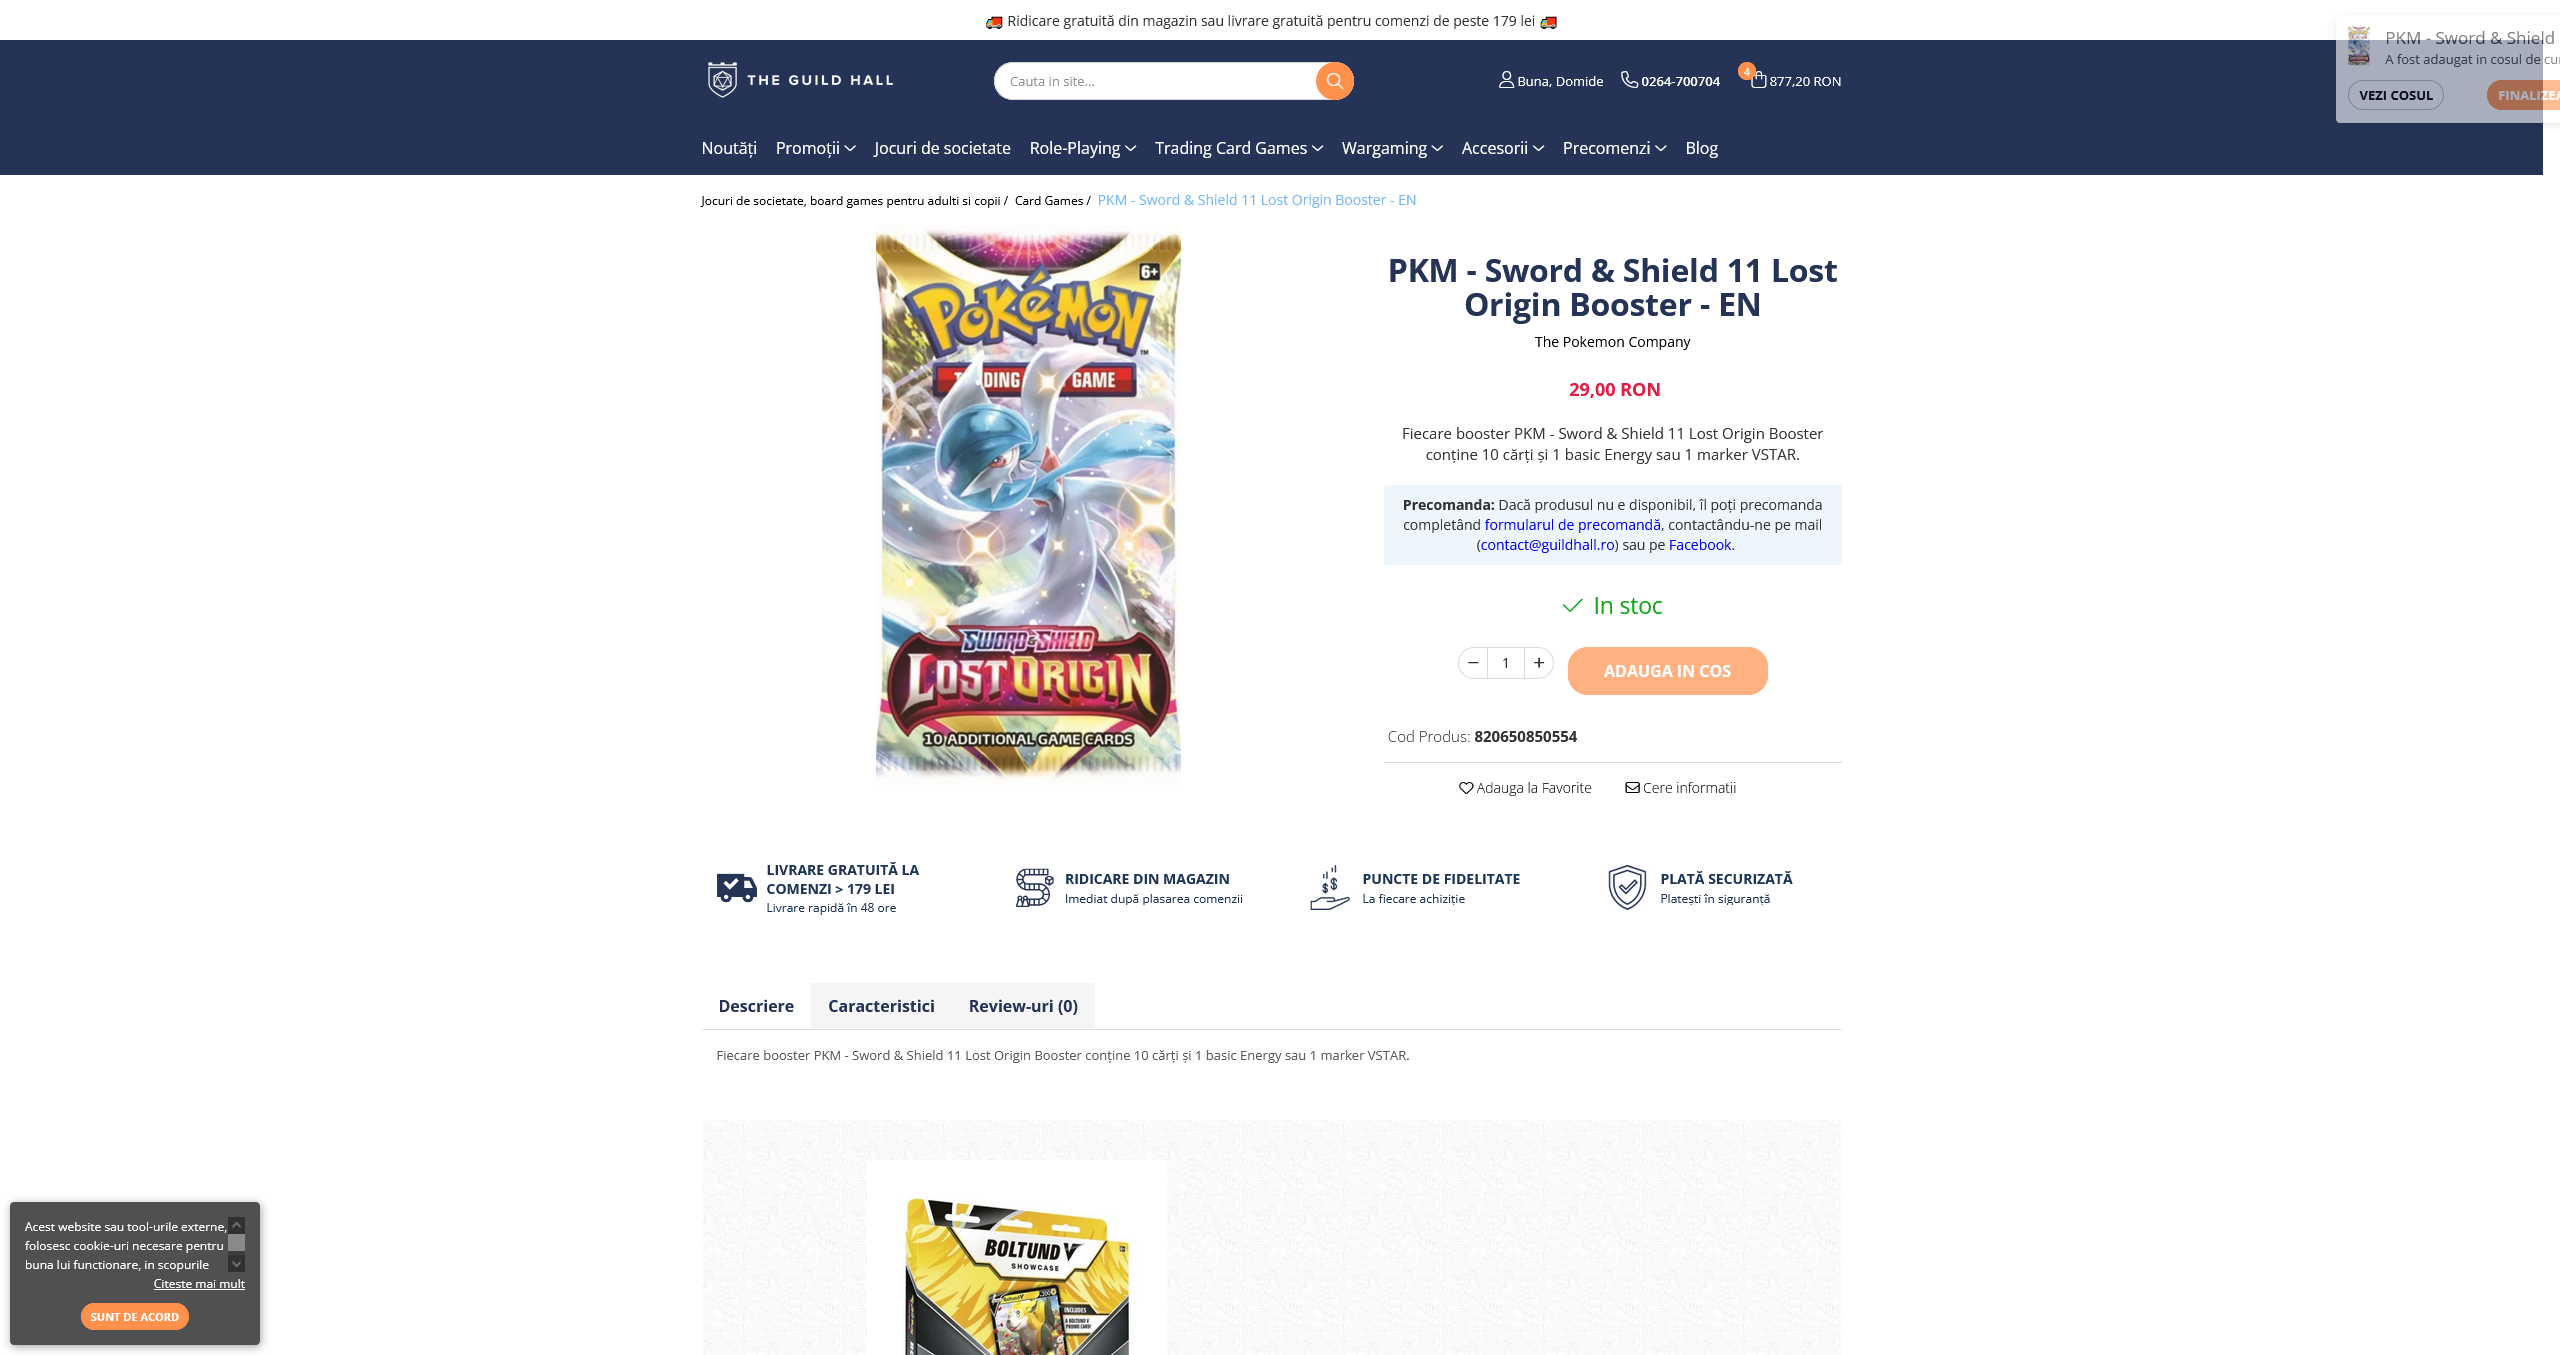 🚚 Ridicare gratuită din magazin sau livrare gratuită pentru comenzi de peste 179 lei 🚚
PKM - Sword & Shield
A fost adaugat in cosul de
VEZI COSUL
THE GUILD HALL
Cauta in site...
Buna, Domide
0264-700704
4
877,20 RON
Noutăți Promoții Jocuri de societate Role-Playing Trading Card Games Wargaming Accesorii Precomenzi Blog
Jocuri de societate, board games pentru adulti si copii / Card Games / PKM - Sword & Shield 11 Lost Origin Booster - EN
6+
POKéMON
TM
TRADING CARD GAME
SWORD & SHIELD
LOST ORIGIN
10 ADDITIONAL GAME CARDS
PKM - Sword & Shield 11 Lost
Origin Booster - EN
The Pokemon Company
29,00 RON
Fiecare booster PKM - Sword & Shield 11 Lost Origin Booster
conține 10 cărți și 1 basic Energy sau 1 marker VSTAR.
Precomanda: Dacă produsul nu e disponibil, îl poți precomanda
completând formularul de precomandă, contactându-ne pe mail
(contact@guildhall.ro) sau pe Facebook.
In stoc
1
ADAUGA IN COS
Cod Produs: 820650850554
Adauga la Favorite
Cere informatii
LIVRARE GRATUITĂ LA
COMENZI > 179 LEI
Livrare rapidă în 48 ore
RIDICARE DIN MAGAZIN
Imediat după plasarea comenzii
PUNCTE DE FIDELITATE
La fiecare achiziție
PLATĂ SECURIZATĂ
Platești în siguranță
Descriere Caracteristici Review-uri (0)
Fiecare booster PKM - Sword & Shield 11 Lost Origin Booster conține 10 cărți și 1 basic Energy sau 1 marker VSTAR.
BOLTUND V
SHOWCASE
Boltund V
INCLUDES
A BOLTUND V
PROMO CARD!
Acest website sau tool-urile externe,
folosesc cookie-uri necesare pentru
buna lui functionare, in scopurile
Citeste mai mult
SUNT DE ACORD